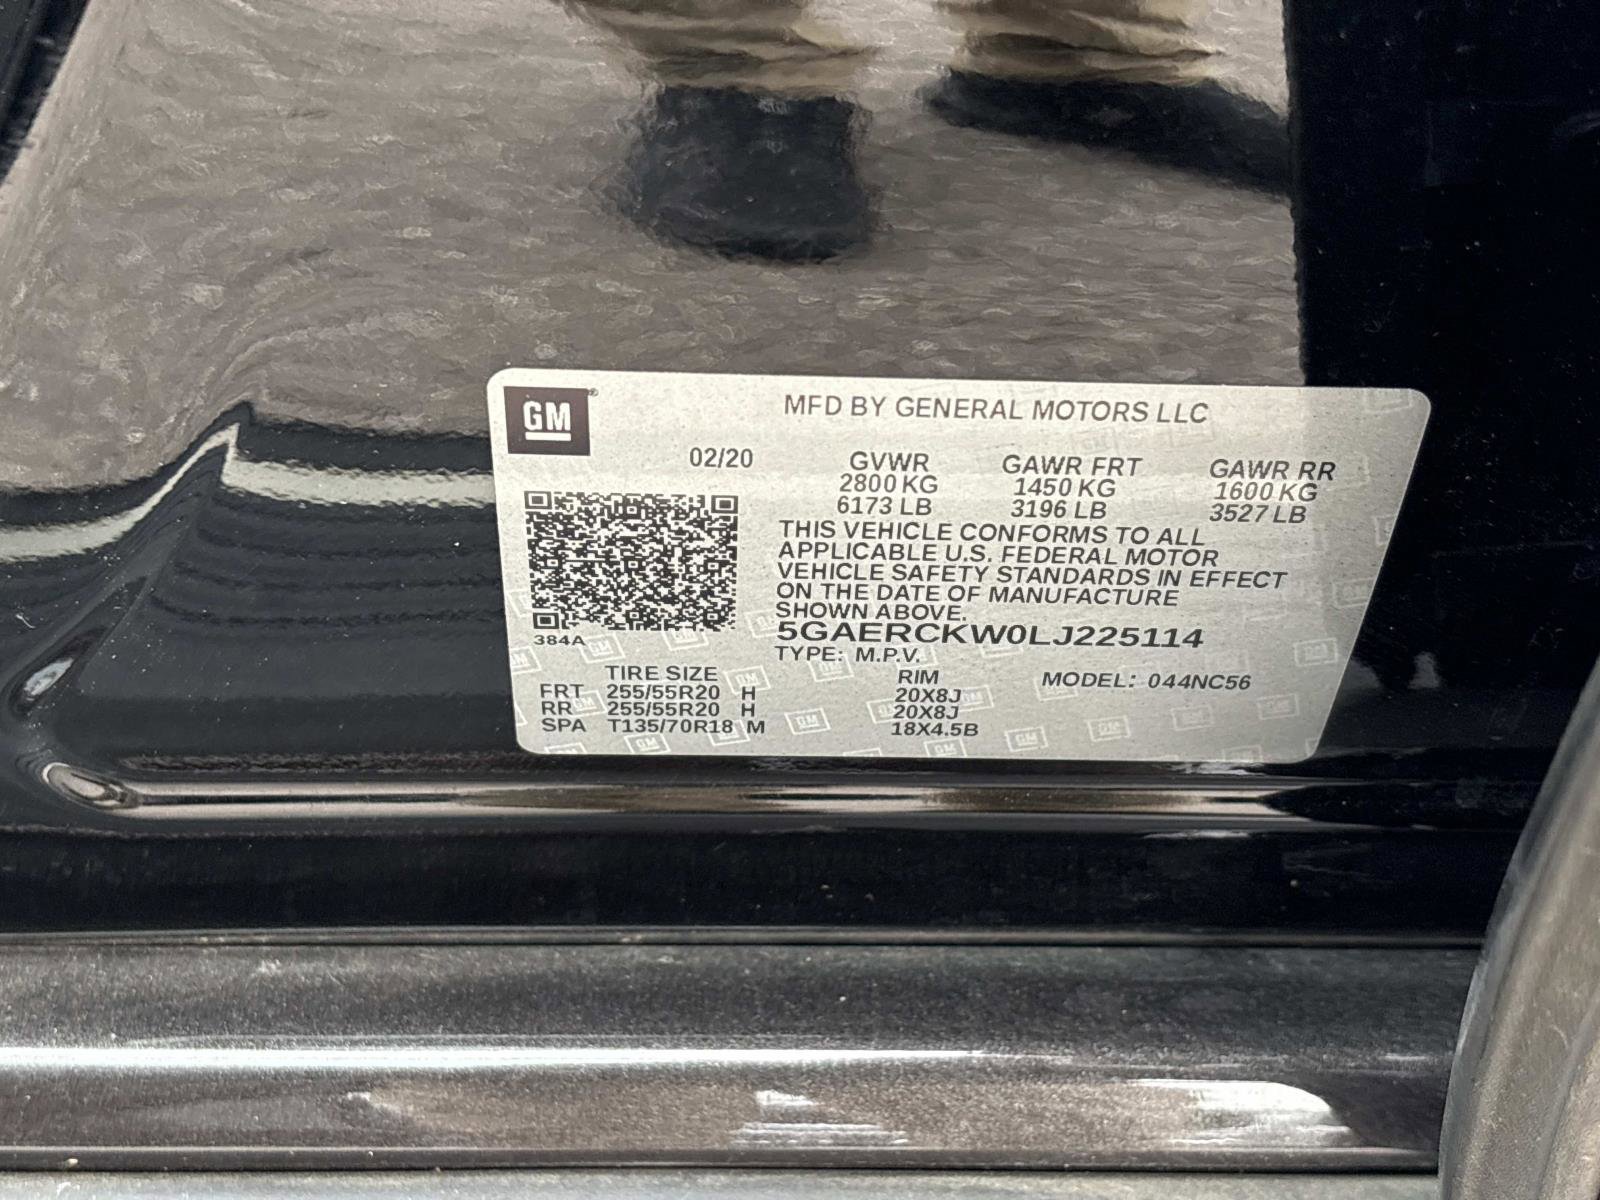 GM
MFD BY GENERAL MOTORS LLC
02/20 GVWR GAWR FRT GAWR RR
2800 KG 1450 KG 1600 KG
6173 LB 3196 LB 3527 LB
THIS VEHICLE CONFORMS TO ALL
APPLICABLE U.S. FEDERAL MOTOR
VEHICLE SAFETY STANDARDS IN EFFECT
ON THE DATE OF MANUFACTURE
SHOWN ABOVE.
5GAERCKW0LJ225114
384A
TYPE: M.P.V.
TIRE SIZE RIM MODEL: 044NC56
FRT 255/55R20 H 20X8J
RR 255/55R20 H 20X8J
SPA T135/70R18 M 18X4.5B